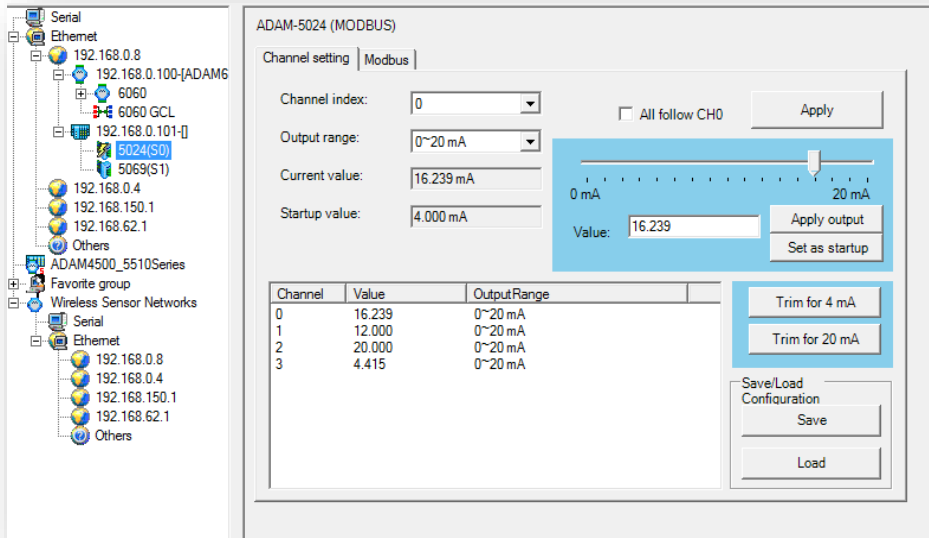 Serial
Ethernet
192.168.0.8
192.168.0.100-[ADAM6
6060
6060 GCL
192.168.0.101-[]
5024(S0)
5069(S1)
192.168.0.4
192.168.150.1
192.168.62.1
Others
ADAM4500_5510Series
Favorite group
Wireless Sensor Networks
Serial
Ethernet
192.168.0.8
192.168.0.4
192.168.150.1
192.168.62.1
Others
ADAM-5024 (MODBUS)
Channel setting Modbus
Channel index: 0
All follow CH0 Apply
Output range: 0~20 mA
Current value: 16.239 mA
Startup value: 4.000 mA
0 mA 20 mA
Value: 16.239 Apply output
Set as startup
Channel Value OutputRange
0 16.239 0~20 mA
1 12.000 0~20 mA
2 20.000 0~20 mA
3 4.415 0~20 mA
Trim for 4 mA
Trim for 20 mA
Save/Load
Configuration
Save
Load